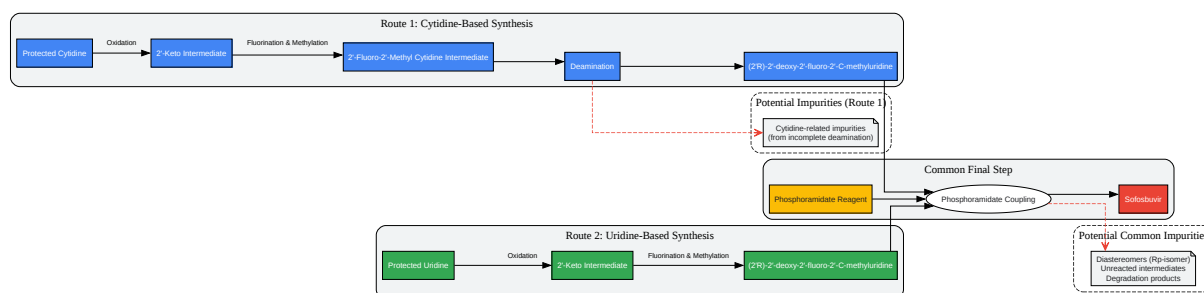 Route 1: Cytidine-Based Synthesis
Protected Cytidine
Oxidation
2'-Keto Intermediate
Fluorination & Methylation
2'-Fluoro-2'-Methyl Cytidine Intermediate
Deamination
(2'R)-2'-deoxy-2'-fluoro-2'-C-methyluridine
Potential Impurities (Route 1)
Cytidine-related impurities
(from incomplete deamination)
Common Final Step
Phosphoramidate Reagent
Phosphoramidate Coupling
Sofosbuvir
Route 2: Uridine-Based Synthesis
Protected Uridine
Oxidation
2'-Keto Intermediate
Fluorination & Methylation
(2'R)-2'-deoxy-2'-fluoro-2'-C-methyluridine
Potential Common Impurities
Diastereomers (Rp-isomer)
Unreacted intermediates
Degradation products